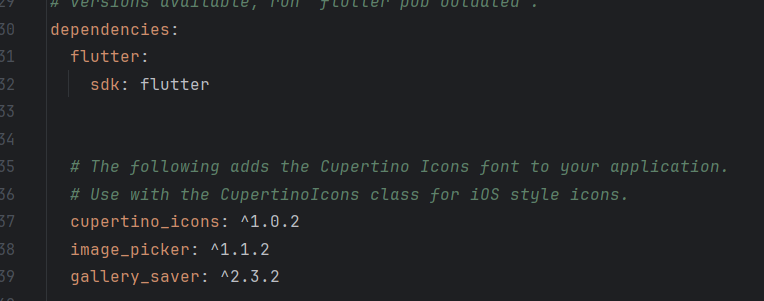 29 # versions available, run `flutter pub outdated`.
30 dependencies:
31 flutter:
32 sdk: flutter
33
34
35 # The following adds the Cupertino Icons font to your application.
36 # Use with the CupertinoIcons class for iOS style icons.
37 cupertino_icons: ^1.0.2
38 image_picker: ^1.1.2
39 gallery_saver: ^2.3.2